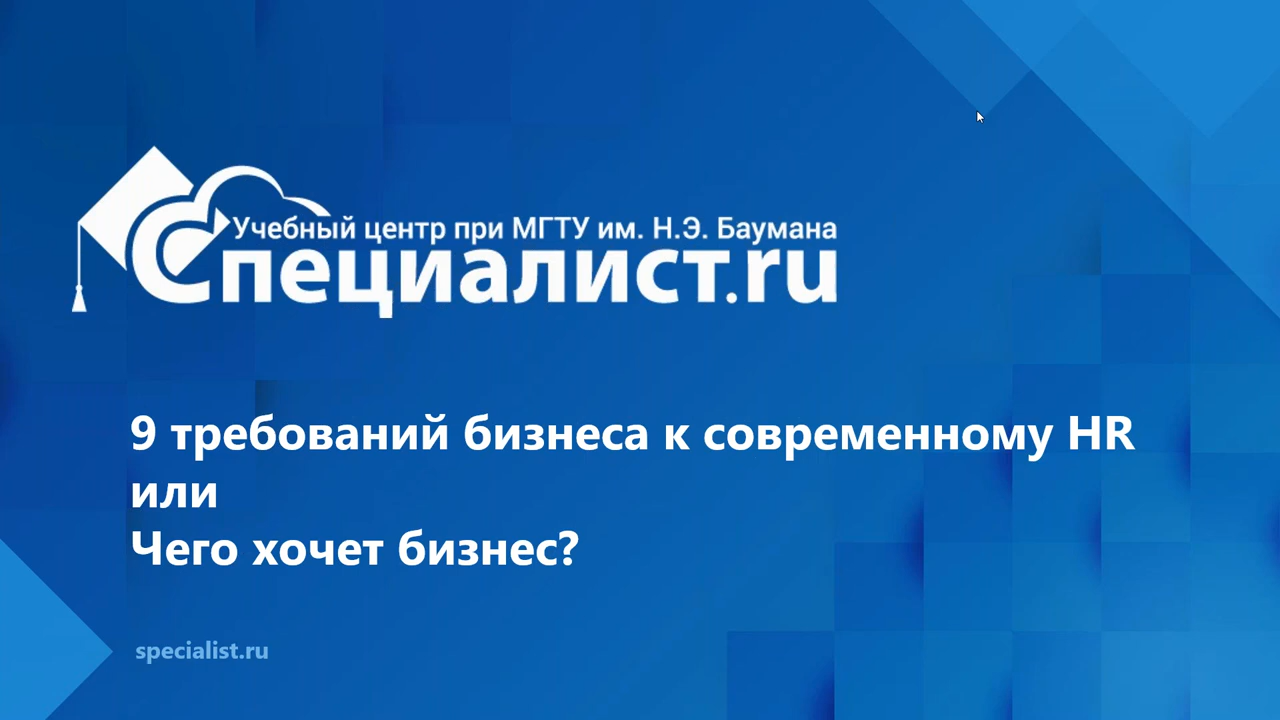 Учебный центр при МГТУ им. Н.Э. Баумана
Специалист.ru
9 требований бизнеса к современному HR
или
Чего хочет бизнес?
specialist.ru